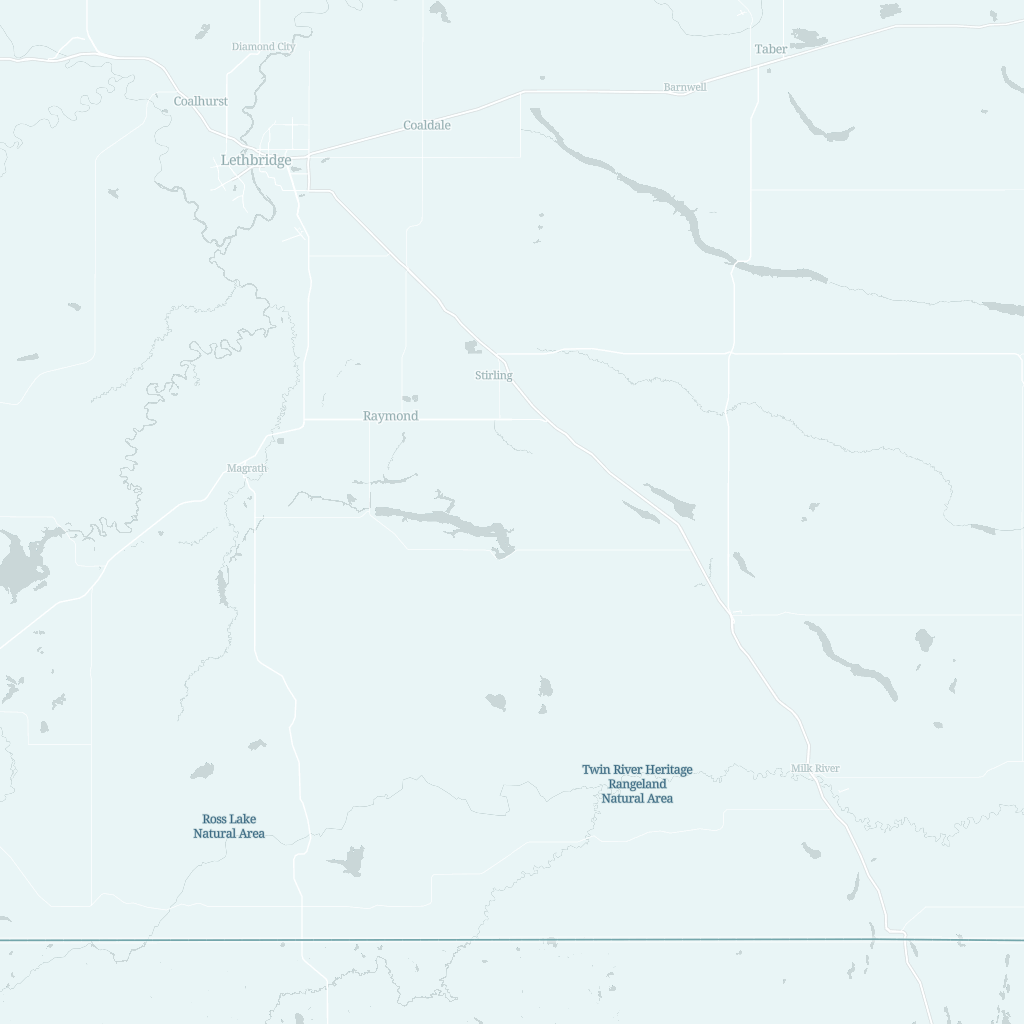 Diamond City
Taber
Barnwell
Coalhurst
Coaldale
Lethbridge
Stirling
Raymond
Magrath
Twin River Heritage
Rangeland
Natural Area
Milk River
Ross Lake
Natural Area